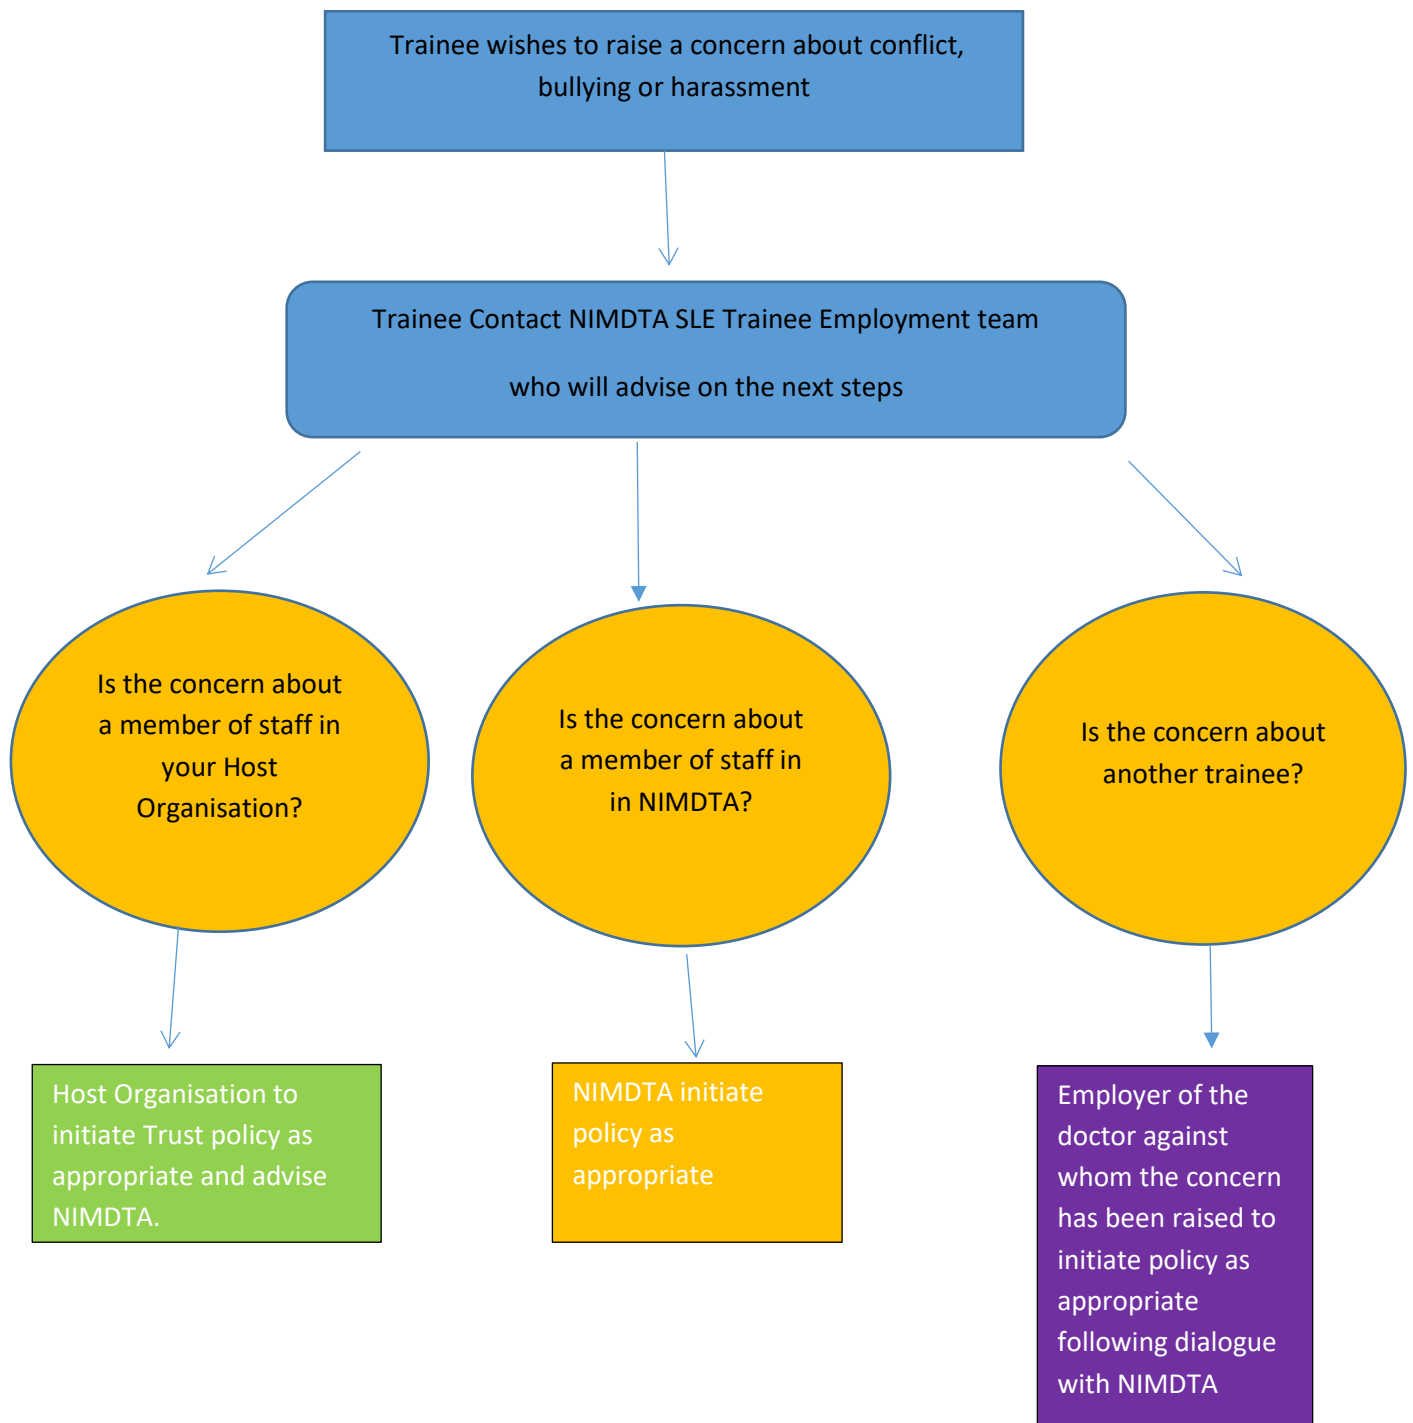 Trainee wishes to raise a concern about conflict,
bullying or harassment
Trainee Contact NIMDTA SLE Trainee Employment team
who will advise on the next steps
Is the concern about
a member of staff in
your Host
Organisation?
Is the concern about
a member of staff in
in NIMDTA?
Is the concern about
another trainee?
Host Organisation to
initiate Trust policy as
appropriate and advise
NIMDTA.
NIMDTA initiate
policy as
appropriate
Employer of the
doctor against
whom the concern
has been raised to
initiate policy as
appropriate
following dialogue
with NIMDTA